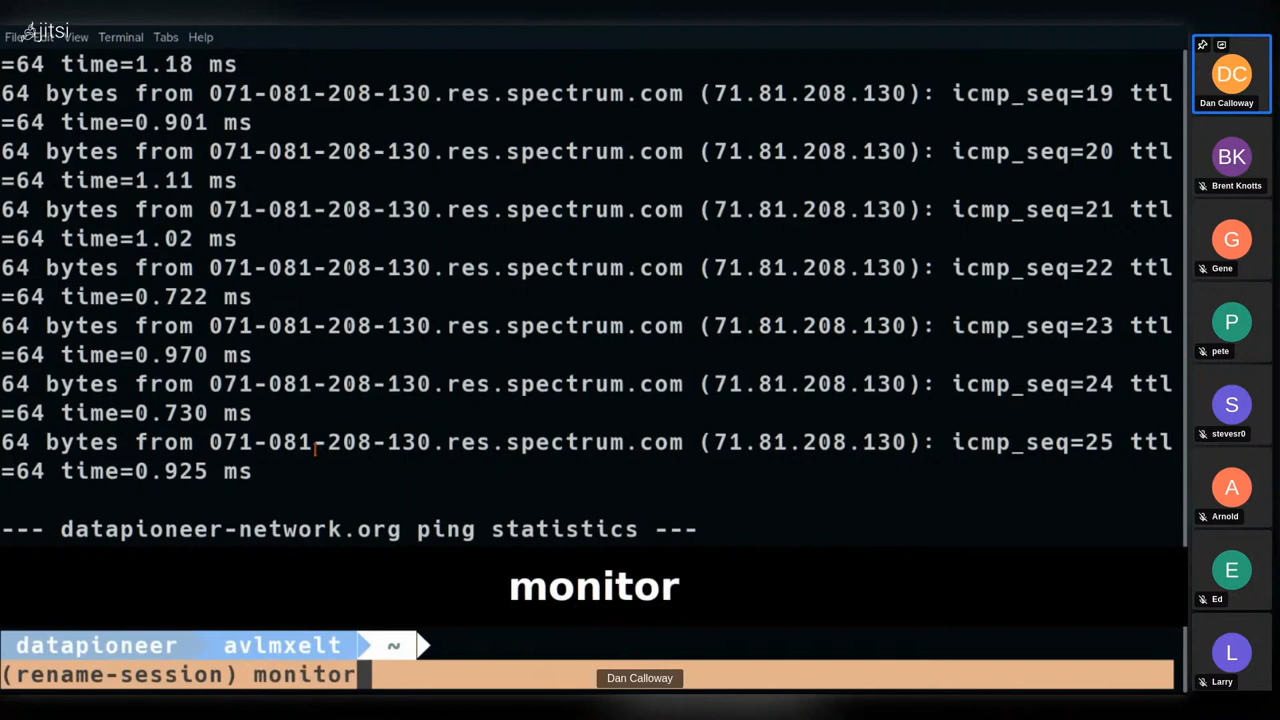 jitsi
File Edit View Terminal Tabs Help
=64 time=1.18 ms
64 bytes from 071-081-208-130.res.spectrum.com (71.81.208.130): icmp_seq=19 ttl
=64 time=0.901 ms
64 bytes from 071-081-208-130.res.spectrum.com (71.81.208.130): icmp_seq=20 ttl
=64 time=1.11 ms
64 bytes from 071-081-208-130.res.spectrum.com (71.81.208.130): icmp_seq=21 ttl
=64 time=1.02 ms
64 bytes from 071-081-208-130.res.spectrum.com (71.81.208.130): icmp_seq=22 ttl
=64 time=0.722 ms
64 bytes from 071-081-208-130.res.spectrum.com (71.81.208.130): icmp_seq=23 ttl
=64 time=0.970 ms
64 bytes from 071-081-208-130.res.spectrum.com (71.81.208.130): icmp_seq=24 ttl
=64 time=0.730 ms
64 bytes from 071-081-208-130.res.spectrum.com (71.81.208.130): icmp_seq=25 ttl
=64 time=0.925 ms
--- datapioneer-network.org ping statistics ---
monitor
datapioneer avlmxelt ~
(rename-session) monitor
Dan Calloway
DC
Dan Calloway
BK
Brent Knotts
G
Gene
P
pete
S
stevesr0
A
Arnold
E
Ed
L
Larry